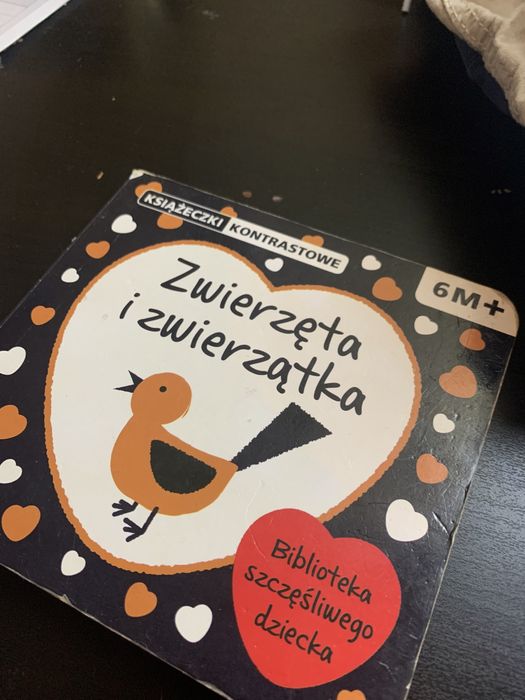 KSIĄŻECZKI KONTRASTOWE
6M+
Zwierzęta
i zwierzątka
Biblioteka
szczęśliwego
dziecka